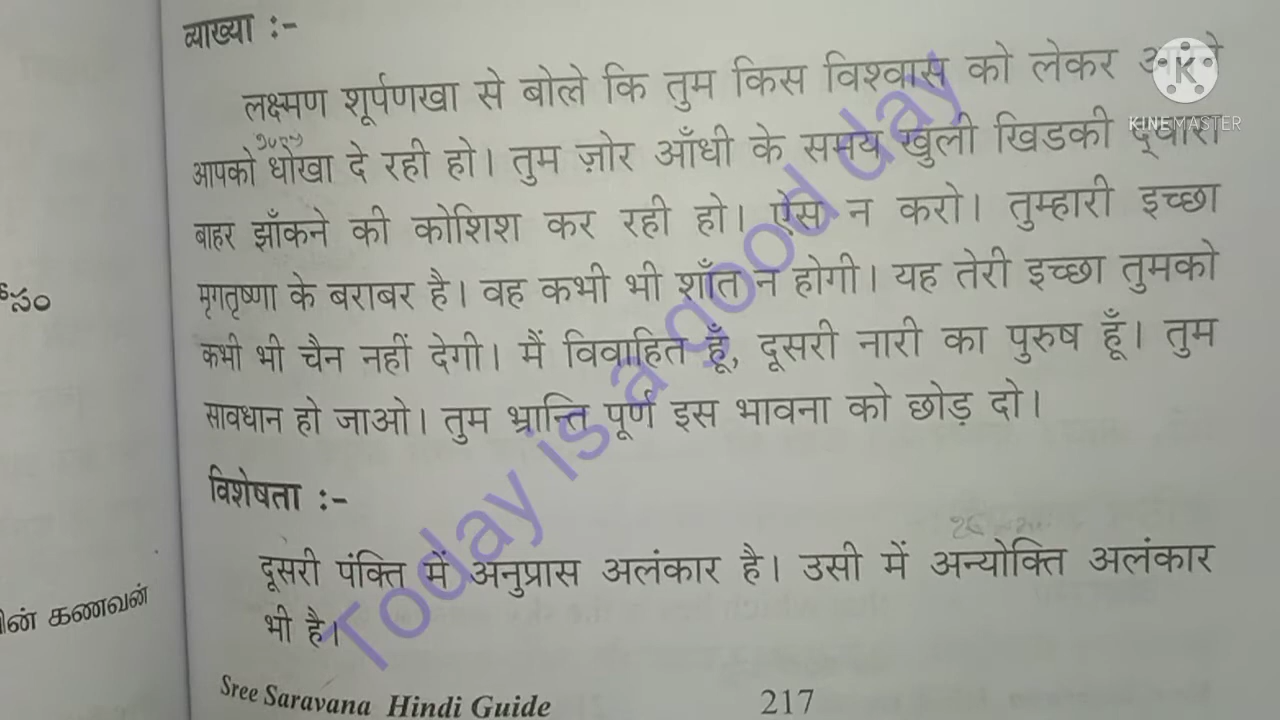 व्याख्या :-
लक्ष्मण शूर्पणखा से बोले कि तुम किस विश्वास को लेकर
KINEMASTER
आपको धोखा दे रही हो। तुम ज़ोर आँधी के समय खुली खिडकी द्वारा
बाहर झाँकने की कोशिश कर रही हो। ऐस न करो। तुम्हारी इच्छा
मृगतृष्णा के बराबर है। वह कभी भी शाँत न होगी। यह तेरी इच्छा तुमको
कभी भी चैन नहीं देगी। मैं विवाहित हूँ, दूसरी नारी का पुरुष हूँ। तुम
सावधान हो जाओ। तुम भ्रान्ति पूर्ण इस भावना को छोड़ दो।
विशेषता :-
दूसरी पंक्ति में अनुप्रास अलंकार है। उसी में अन्योक्ति अलंकार
भी है।
Sree Saravana Hindi Guide 217
கணவன்
Today is a good day